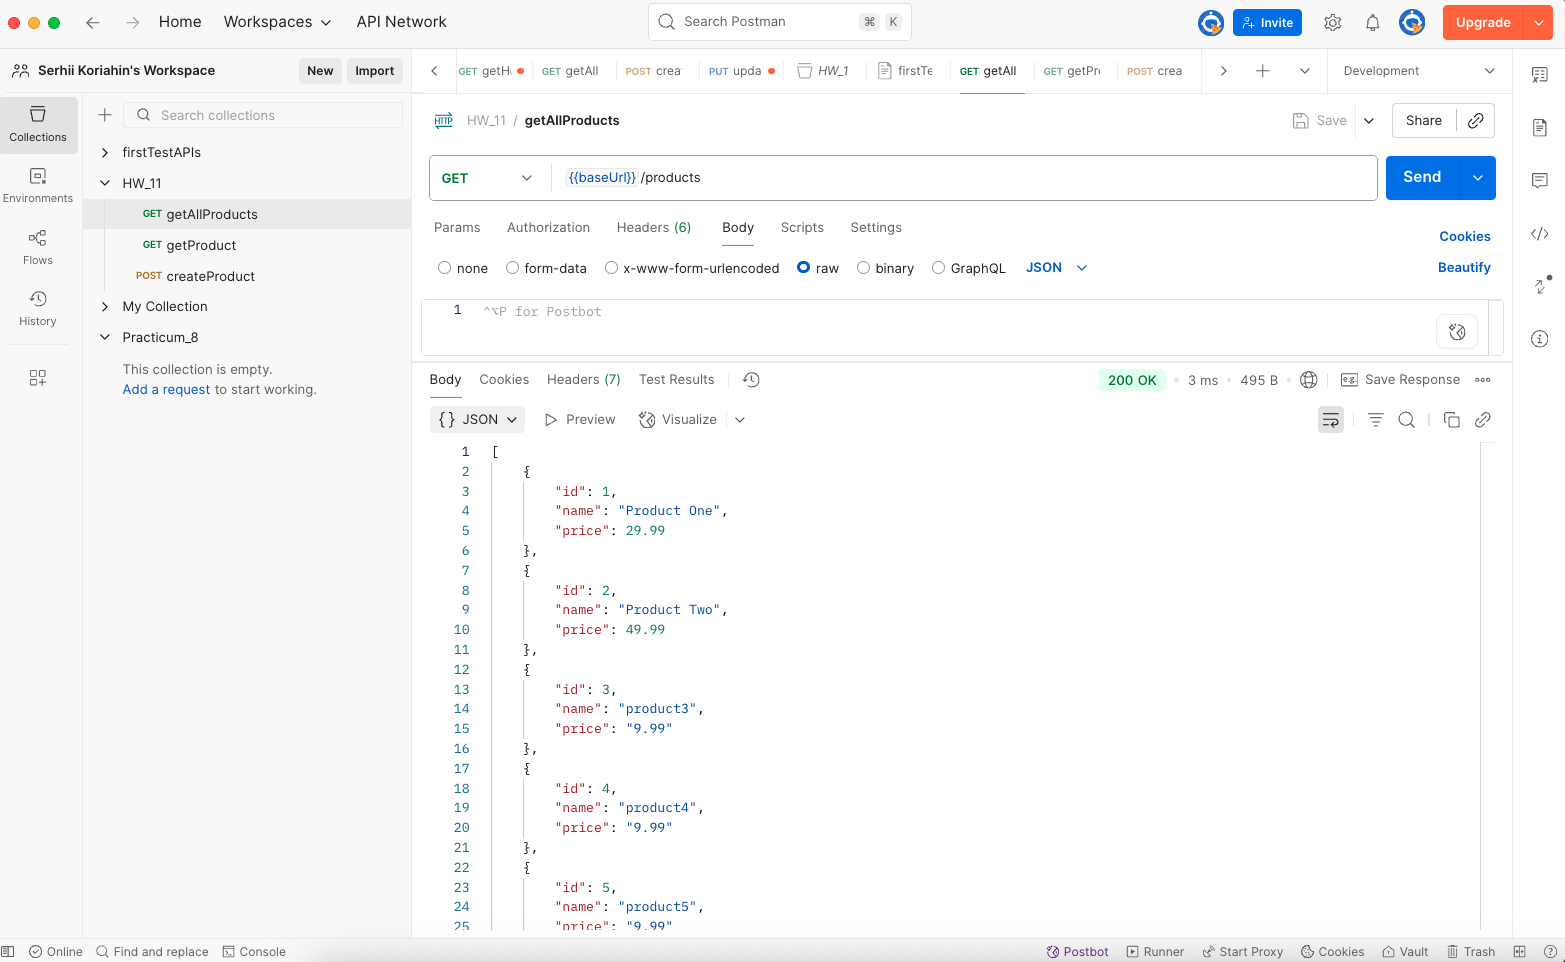 Home Workspaces API Network Search Postman ⌘ K Invite Upgrade
Serhii Koriahin's Workspace New Import
GET getH GET getAll POST crea PUT upda HW_1 firstTe GET getAll GET getPr POST crea Development
Collections
Environments
Flows
History
Search collections
firstTestAPIs
HW_11
GET getAllProducts
GET getProduct
POST createProduct
My Collection
Practicum_8
This collection is empty.
Add a request to start working.
HTTP HW_11 / getAllProducts Save Share
GET {{baseUrl}} /products Send
Params Authorization Headers (6) Body Scripts Settings Cookies
none form-data x-www-form-urlencoded raw binary GraphQL JSON Beautify
1 ^⌥P for Postbot
Body Cookies Headers (7) Test Results 200 OK • 3 ms • 495 B • e.g. Save Response
{} JSON Preview Visualize
1 [
2 {
3 "id": 1,
4 "name": "Product One",
5 "price": 29.99
6 },
7 {
8 "id": 2,
9 "name": "Product Two",
10 "price": 49.99
11 },
12 {
13 "id": 3,
14 "name": "product3",
15 "price": "9.99"
16 },
17 {
18 "id": 4,
19 "name": "product4",
20 "price": "9.99"
21 },
22 {
23 "id": 5,
24 "name": "product5",
25 "price": "9.99"
Online Find and replace Console Postbot Runner Start Proxy Cookies Vault Trash